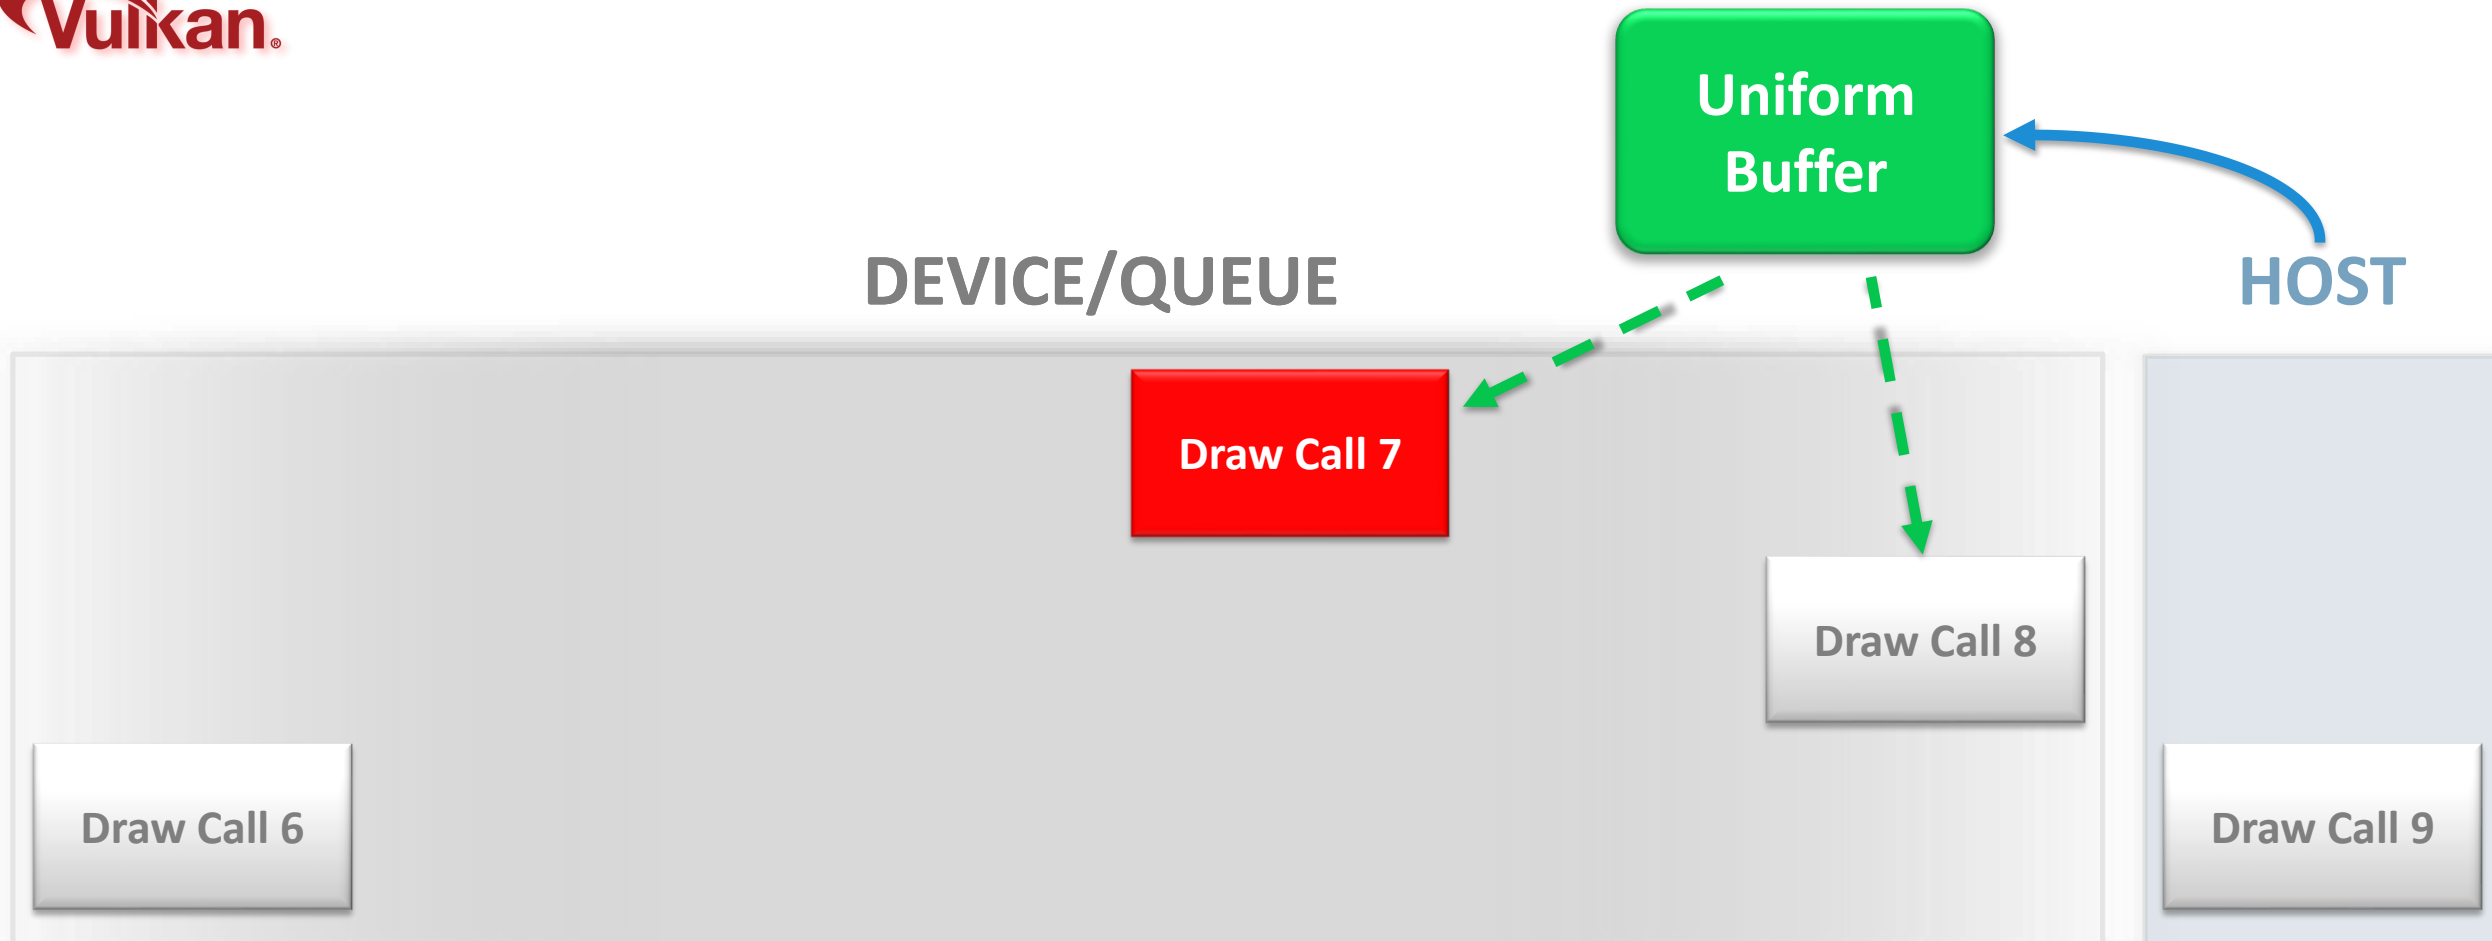 Vulkan®
Uniform
Buffer
DEVICE/QUEUE
HOST
Draw Call 7
Draw Call 8
Draw Call 6
Draw Call 9